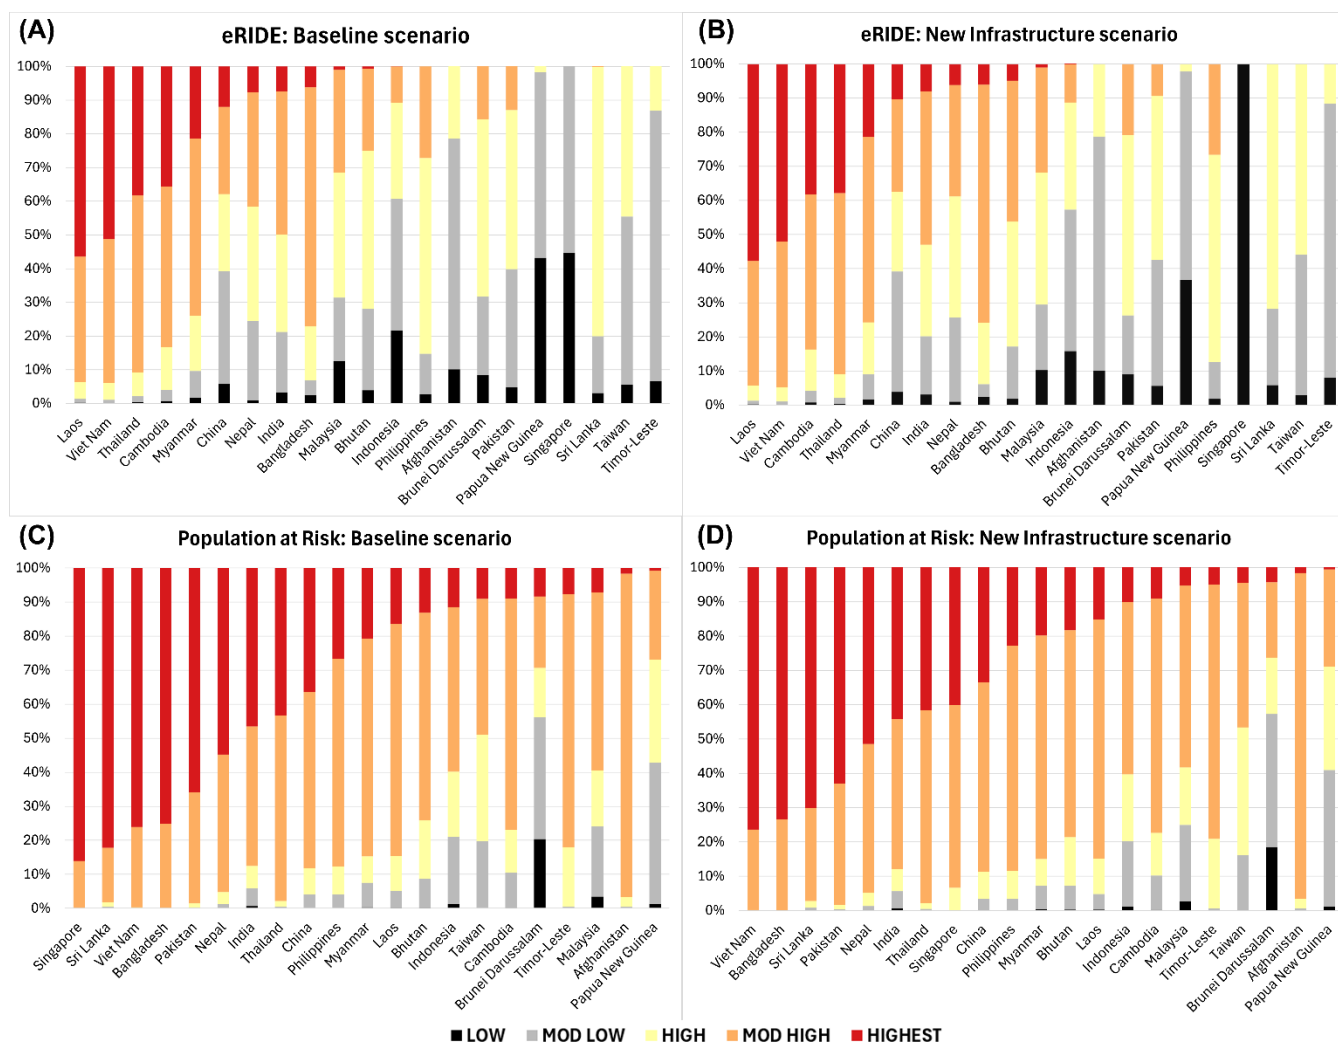 (A)
eRIDE: Baseline scenario
100%
90%
80%
70%
60%
50%
40%
30%
20%
10%
0%
Laos
Viet Nam
Thailand
Cambodia
Myanmar
China
Nepal
India
Bangladesh
Malaysia
Bhutan
Indonesia
Philippines
Afghanistan
Brunei Darussalam
Pakistan
Papua New Guinea
Singapore
Sri Lanka
Taiwan
Timor-Leste
(B)
eRIDE: New Infrastructure scenario
100%
90%
80%
70%
60%
50%
40%
30%
20%
10%
0%
Laos
Viet Nam
Cambodia
Thailand
Myanmar
China
India
Nepal
Bangladesh
Bhutan
Malaysia
Indonesia
Afghanistan
Brunei Darussalam
Pakistan
Papua New Guinea
Philippines
Singapore
Sri Lanka
Taiwan
Timor-Leste
(C)
Population at Risk: Baseline scenario
100%
90%
80%
70%
60%
50%
40%
30%
20%
10%
0%
Singapore
Sri Lanka
Viet Nam
Bangladesh
Pakistan
Nepal
India
Thailand
China
Philippines
Myanmar
Laos
Bhutan
Indonesia
Taiwan
Cambodia
Brunei Darussalam
Timor-Leste
Malaysia
Afghanistan
Papua New Guinea
(D)
Population at Risk: New Infrastructure scenario
100%
90%
80%
70%
60%
50%
40%
30%
20%
10%
0%
Viet Nam
Bangladesh
Sri Lanka
Pakistan
Nepal
India
Thailand
Singapore
China
Philippines
Myanmar
Bhutan
Laos
Indonesia
Cambodia
Malaysia
Timor-Leste
Taiwan
Brunei Darussalam
Afghanistan
Papua New Guinea
LOW MOD LOW HIGH MOD HIGH HIGHEST